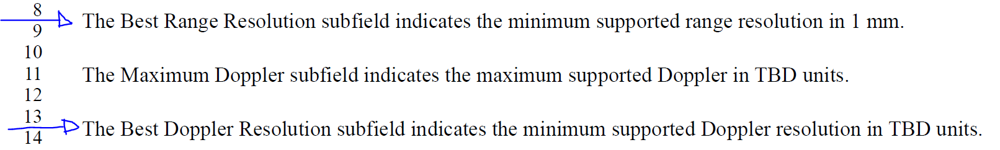 8
9 The Best Range Resolution subfield indicates the minimum supported range resolution in 1 mm.
10
11 The Maximum Doppler subfield indicates the maximum supported Doppler in TBD units.
12
13
14 The Best Doppler Resolution subfield indicates the minimum supported Doppler resolution in TBD units.